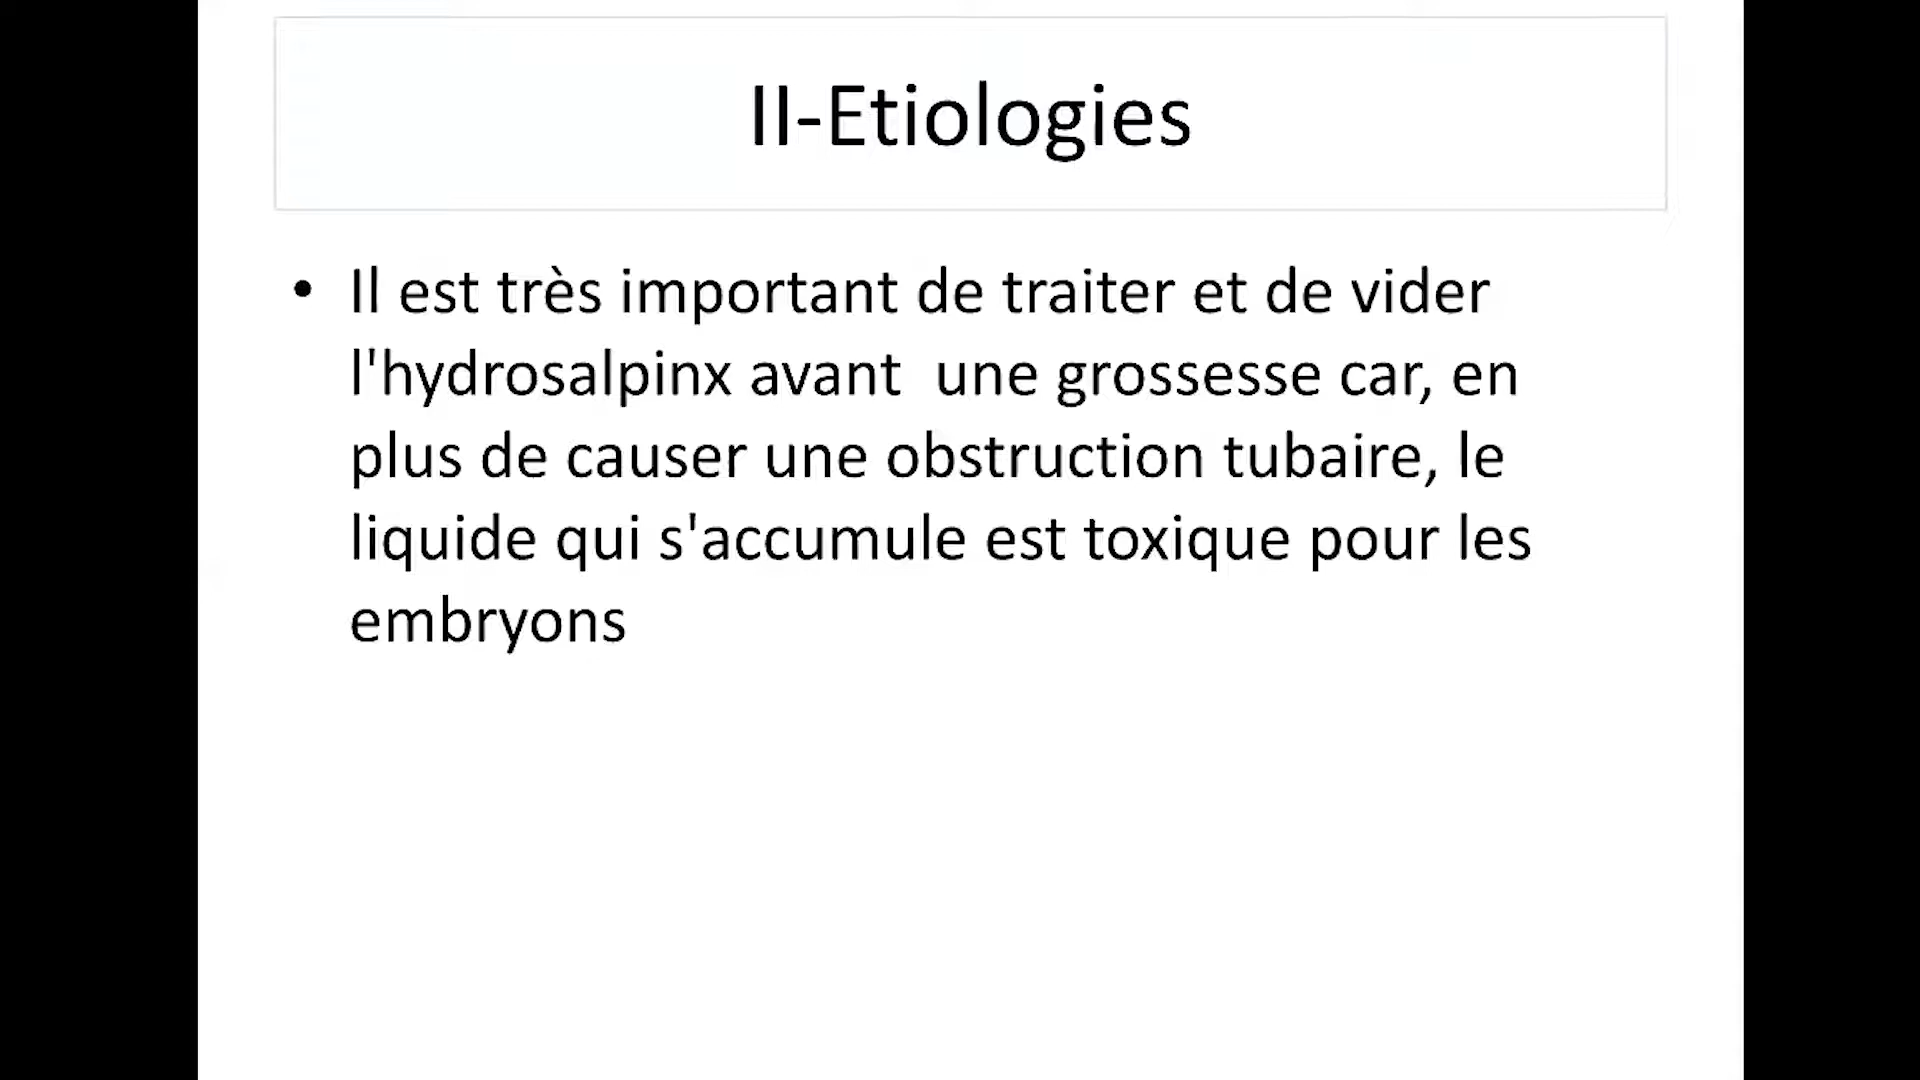 II-Etiologies
• Il est très important de traiter et de vider
l'hydrosalpinx avant  une grossesse car, en
plus de causer une obstruction tubaire, le
liquide qui s'accumule est toxique pour les
embryons